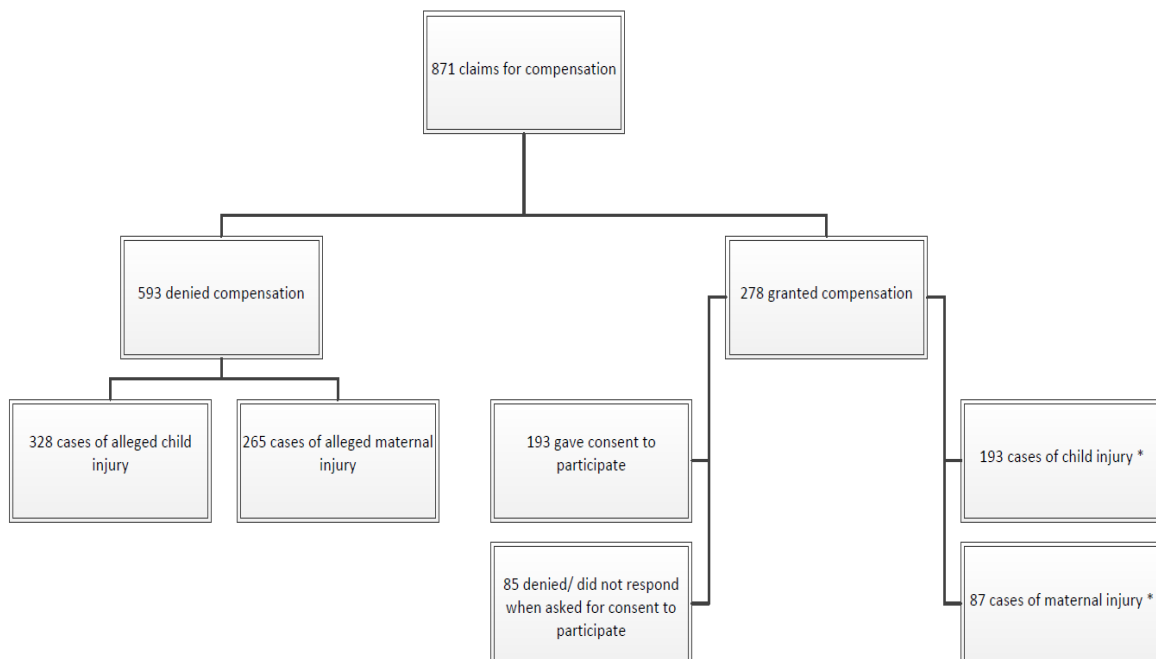 871 claims for compensation
593 denied compensation
278 granted compensation
328 cases of alleged child
injury
265 cases of alleged maternal
injury
193 gave consent to
participate
193 cases of child injury *
85 denied/ did not respond
when asked for consent to
participate
87 cases of maternal injury *